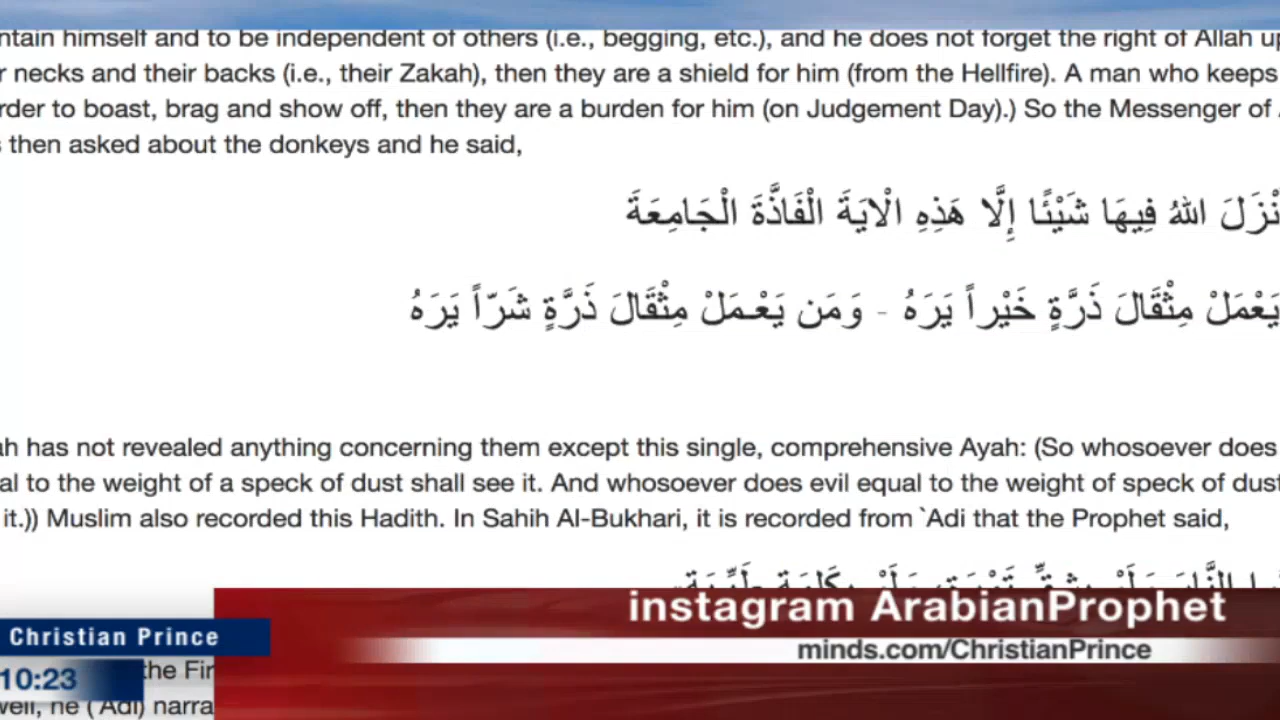 ntain himself and to be independent of others (i.e., begging, etc.), and he does not forget the right of Allah up
r necks and their backs (i.e., their Zakah), then they are a shield for him (from the Hellfire). A man who keeps
rder to boast, brag and show off, then they are a burden for him (on Judgement Day).) So the Messenger of
s then asked about the donkeys and he said,
نْزَلَ اللهُ فِيهَا شَيْئًا إِلَّا هَذِهِ الْايَةَ الْفَاذَّةَ الْجَامِعَةَ
يَعْمَلْ مِثْقَالَ ذَرَّةٍ خَيْراً يَرَهُ - وَمَن يَعْـمَلْ مِثْقَالَ ذَرَّةٍ شَرّاً يَرَهُ
ah has not revealed anything concerning them except this single, comprehensive Ayah: (So whosoever does
al to the weight of a speck of dust shall see it. And whosoever does evil equal to the weight of speck of dust
it.)) Muslim also recorded this Hadith. In Sahih Al-Bukhari, it is recorded from `Adi that the Prophet said,
instagram ArabianProphet
Christian Prince
minds.com/ChristianPrince
the Fir
10:23
well, he (`Adi) narra